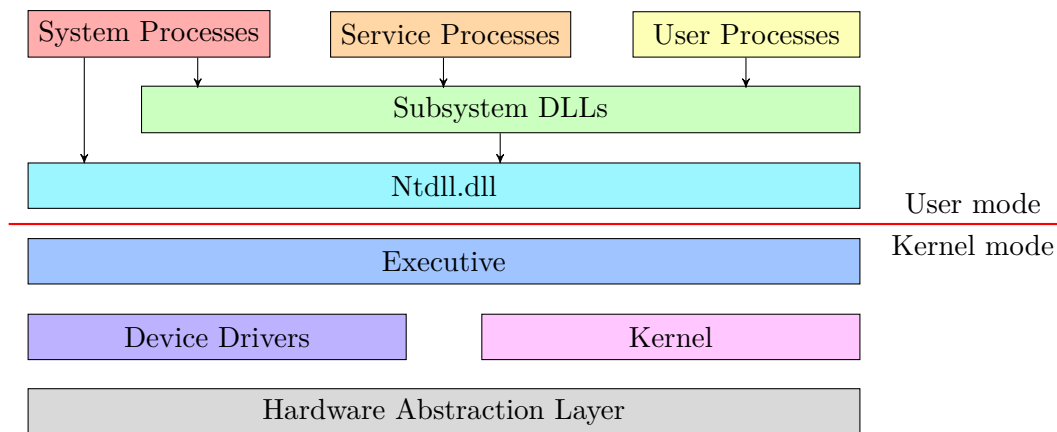 System Processes
Service Processes
User Processes
Subsystem DLLs
Ntdll.dll
User mode
Kernel mode
Executive
Device Drivers
Kernel
Hardware Abstraction Layer